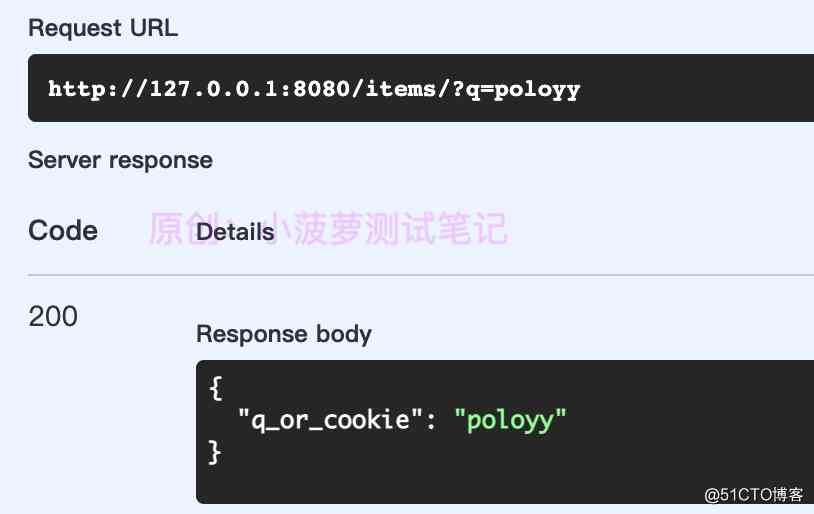 Request URL
http://127.0.0.1:8080/items/?q=poloyy
Server response
Code Details
原创：小菠萝测试笔记
200
Response body
{
"q_or_cookie": "poloyy"
}
@51CTO博客